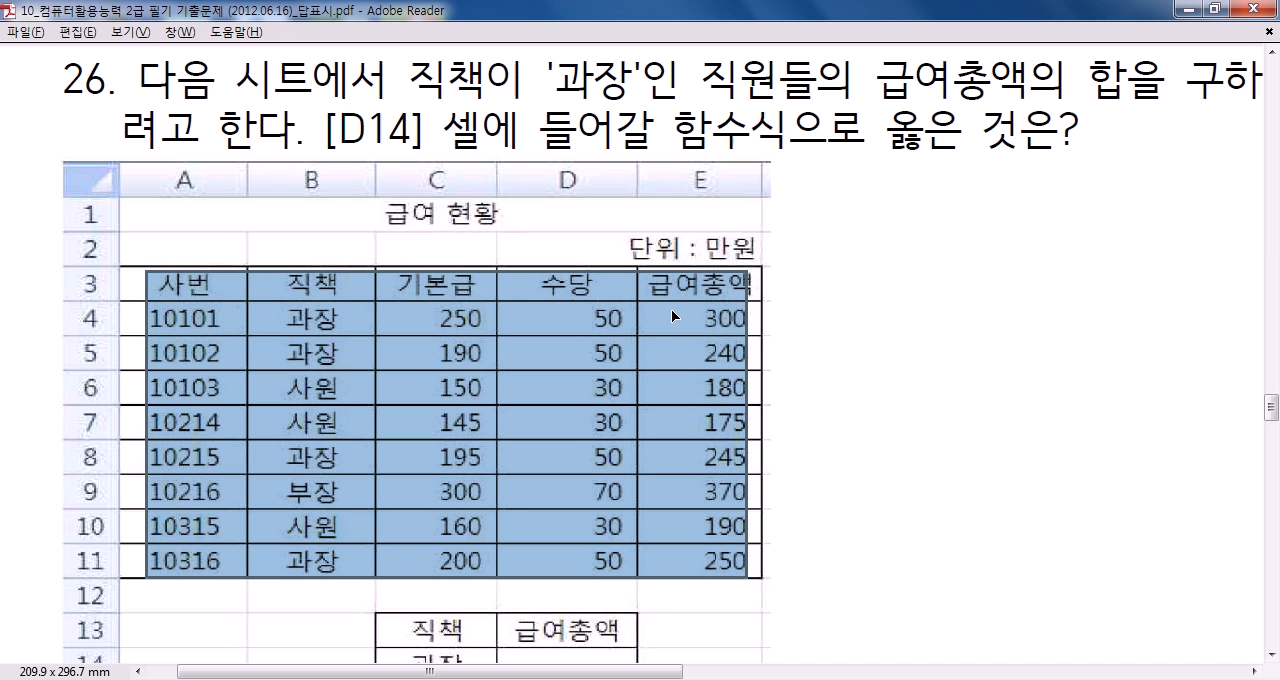 10_컴퓨터활용능력 2급 필기 기출문제 (2012.06.16)_답표시.pdf - Adobe Reader
파일(F) 편집(E) 보기(V) 창(W) 도움말(H)
26. 다음 시트에서 직책이 '과장'인 직원들의 급여총액의 합을 구하
려고 한다. [D14] 셀에 들어갈 함수식으로 옳은 것은?
A B C D E
1 급여 현황
2 단위 : 만원
3 사번 직책 기본급 수당 급여총액
4 10101 과장 250 50 300
5 10102 과장 190 50 240
6 10103 사원 150 30 180
7 10214 사원 145 30 175
8 10215 과장 195 50 245
9 10216 부장 300 70 370
10 10315 사원 160 30 190
11 10316 과장 200 50 250
12
13 직책 급여총액
14 과장
209.9 x 296.7 mm